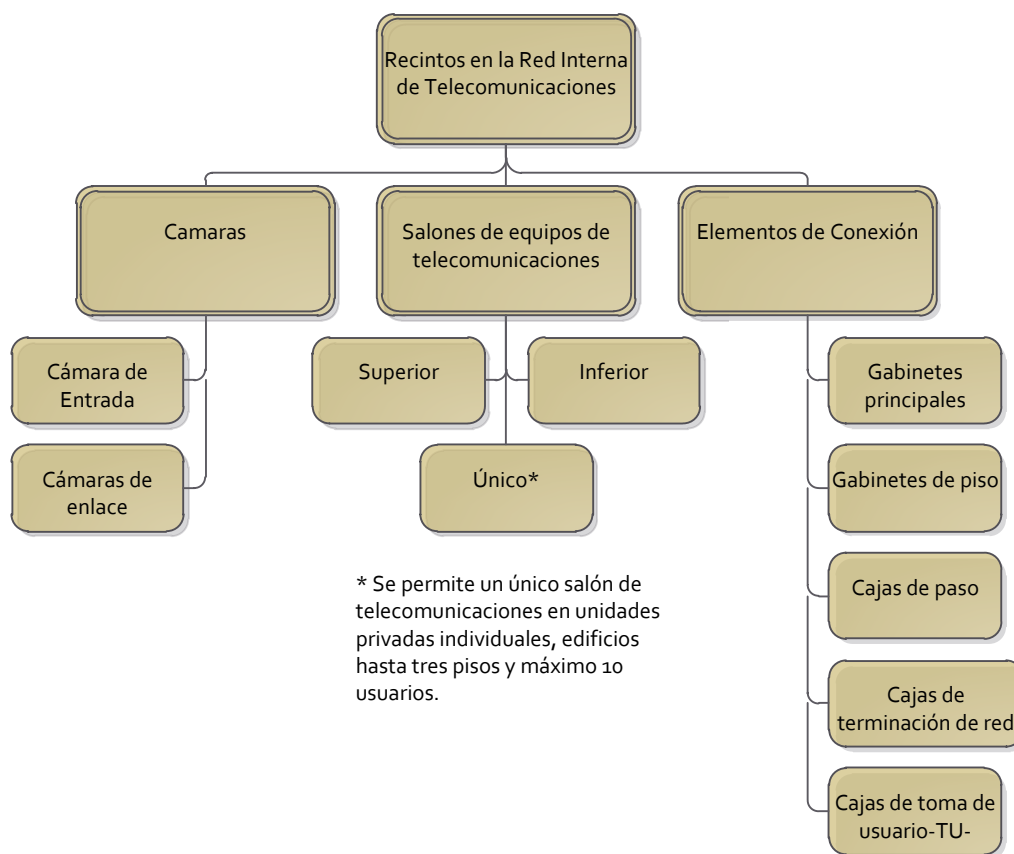 Recintos en la Red Interna
de Telecomunicaciones
Camaras
Salones de equipos de
telecomunicaciones
Elementos de Conexión
Cámara de
Entrada
Cámaras de
enlace
Superior
Inferior
Único*
* Se permite un único salón de
telecomunicaciones en unidades
privadas individuales, edificios
hasta tres pisos y máximo 10
usuarios.
Gabinetes
principales
Gabinetes de piso
Cajas de paso
Cajas de
terminación de red
Cajas de toma de
usuario-TU-